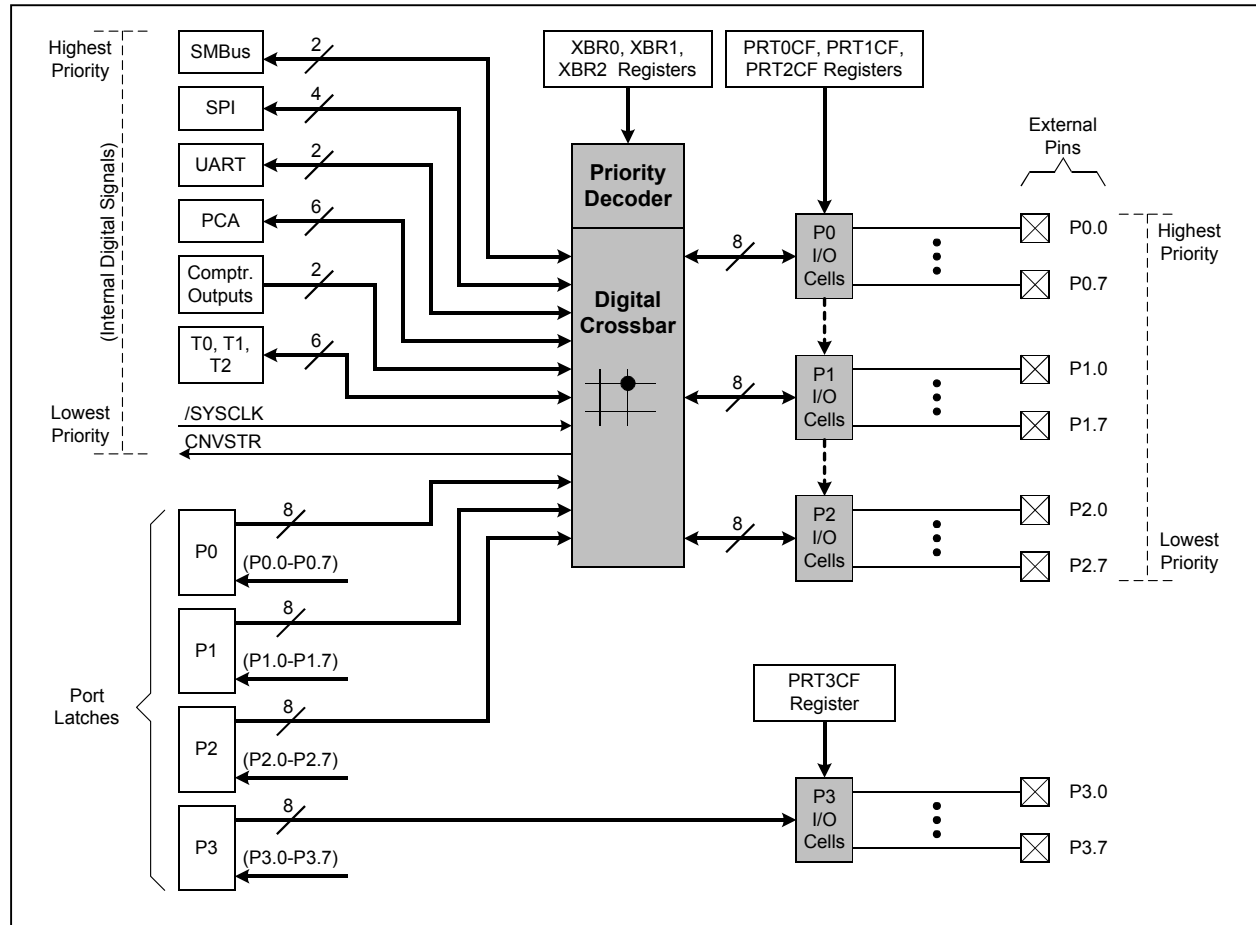 Highest
Priority
(Internal Digital Signals)
Lowest
Priority
SMBus
2
SPI
4
UART
2
PCA
6
Comptr.
Outputs
2
T0, T1,
T2
6
/SYSCLK
CNVSTR
XBR0, XBR1,
XBR2 Registers
PRT0CF, PRT1CF,
PRT2CF Registers
Priority
Decoder
Digital
Crossbar
8
P0
I/O
Cells
8
P1
I/O
Cells
8
P2
I/O
Cells
External
Pins
P0.0
P0.7
P1.0
P1.7
P2.0
P2.7
Highest
Priority
Lowest
Priority
Port
Latches
P0
8
(P0.0-P0.7)
P1
8
(P1.0-P1.7)
P2
8
(P2.0-P2.7)
P3
8
(P3.0-P3.7)
PRT3CF
Register
P3
I/O
Cells
P3.0
P3.7